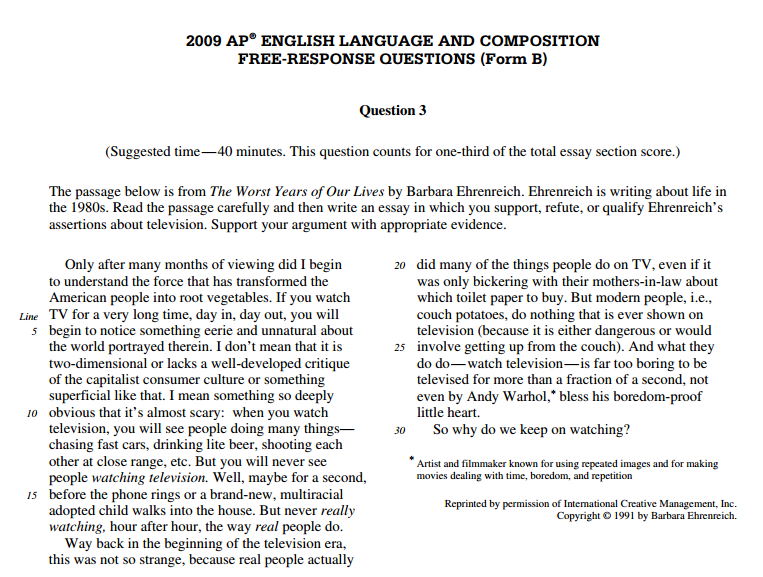 2009 AP® ENGLISH LANGUAGE AND COMPOSITION
FREE-RESPONSE QUESTIONS (Form B)
Question 3
(Suggested time—40 minutes. This question counts for one-third of the total essay section score.)
The passage below is from The Worst Years of Our Lives by Barbara Ehrenreich. Ehrenreich is writing about life in
the 1980s. Read the passage carefully and then write an essay in which you support, refute, or qualify Ehrenreich's
assertions about television. Support your argument with appropriate evidence.
Only after many months of viewing did I begin
to understand the force that has transformed the
American people into root vegetables. If you watch
Line TV for a very long time, day in, day out, you will
5 begin to notice something eerie and unnatural about
the world portrayed therein. I don't mean that it is
two-dimensional or lacks a well-developed critique
of the capitalist consumer culture or something
superficial like that. I mean something so deeply
10 obvious that it's almost scary: when you watch
television, you will see people doing many things—
chasing fast cars, drinking lite beer, shooting each
other at close range, etc. But you will never see
people watching television. Well, maybe for a second,
15 before the phone rings or a brand-new, multiracial
adopted child walks into the house. But never really
watching, hour after hour, the way real people do.
Way back in the beginning of the television era,
this was not so strange, because real people actually
20 did many of the things people do on TV, even if it
was only bickering with their mothers-in-law about
which toilet paper to buy. But modern people, i.e.,
couch potatoes, do nothing that is ever shown on
television (because it is either dangerous or would
25 involve getting up from the couch). And what they
do do—watch television—is far too boring to be
televised for more than a fraction of a second, not
even by Andy Warhol,* bless his boredom-proof
little heart.
30 So why do we keep on watching?
* Artist and filmmaker known for using repeated images and for making
movies dealing with time, boredom, and repetition
Reprinted by permission of International Creative Management, Inc.
Copyright © 1991 by Barbara Ehrenreich.